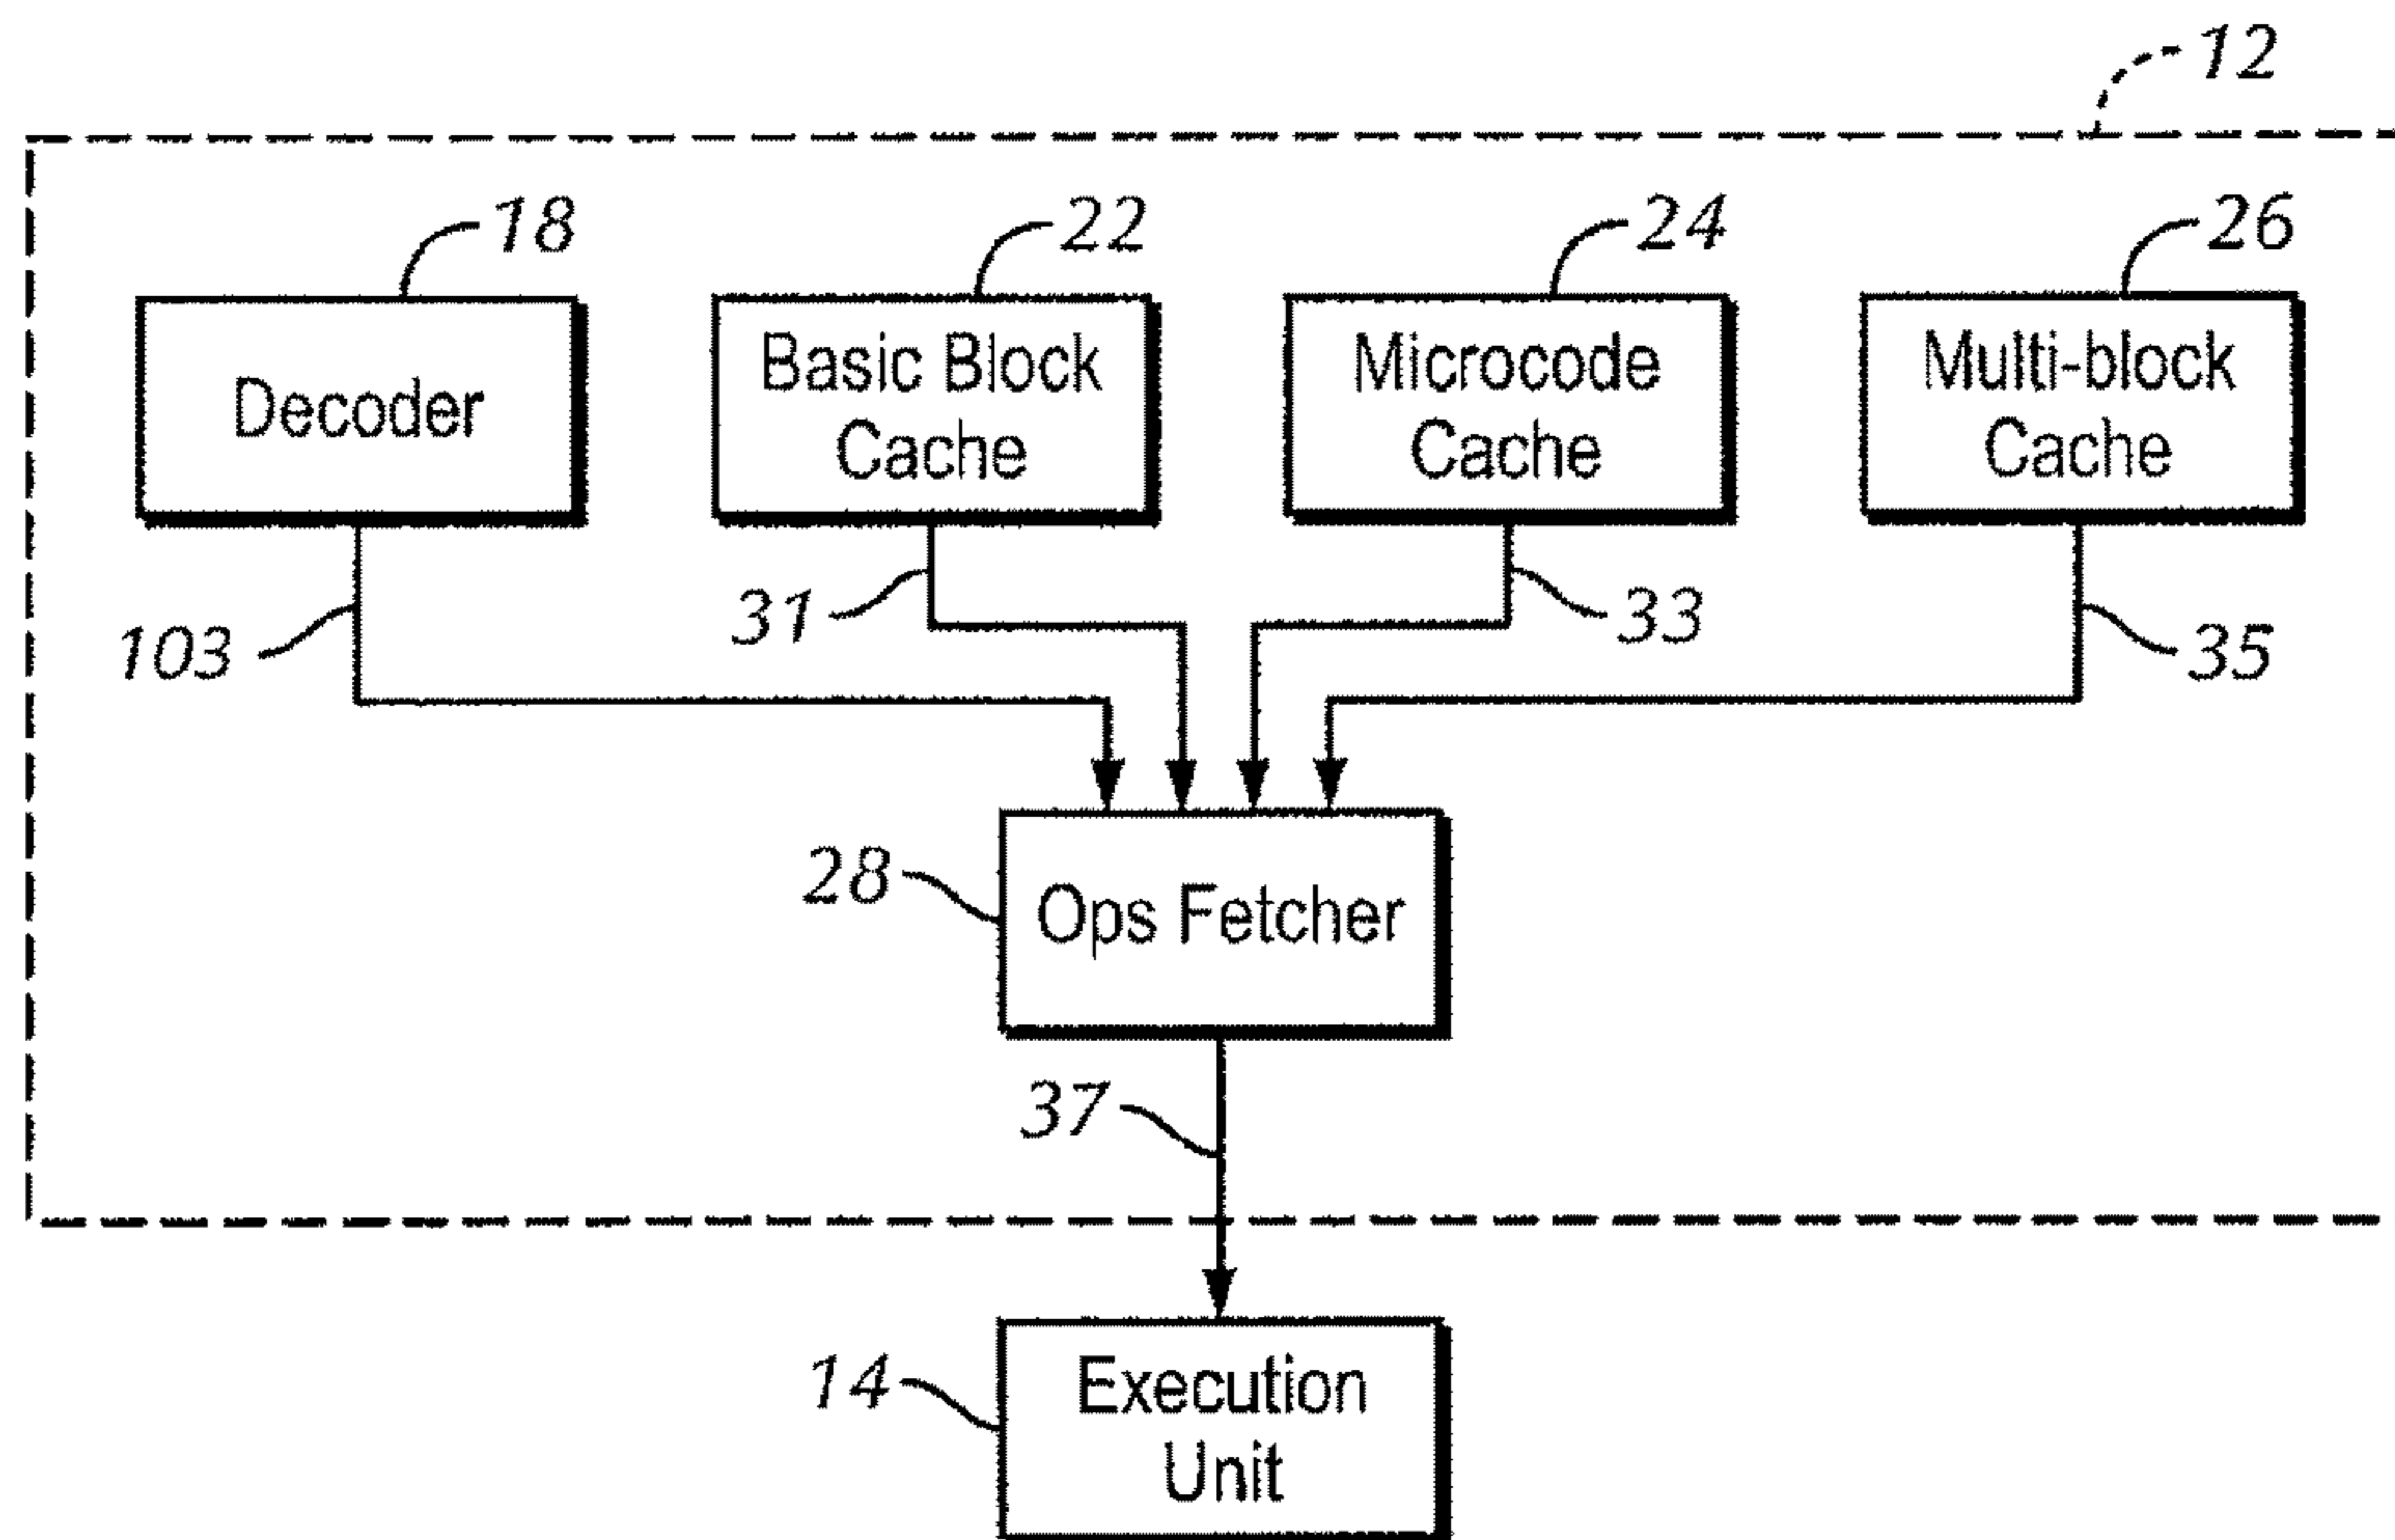 12
18
22
24
26
Decoder
Basic Block
Cache
Microcode
Cache
Multi-block
Cache
103
31
33
35
28
Ops Fetcher
37
14
Execution
Unit